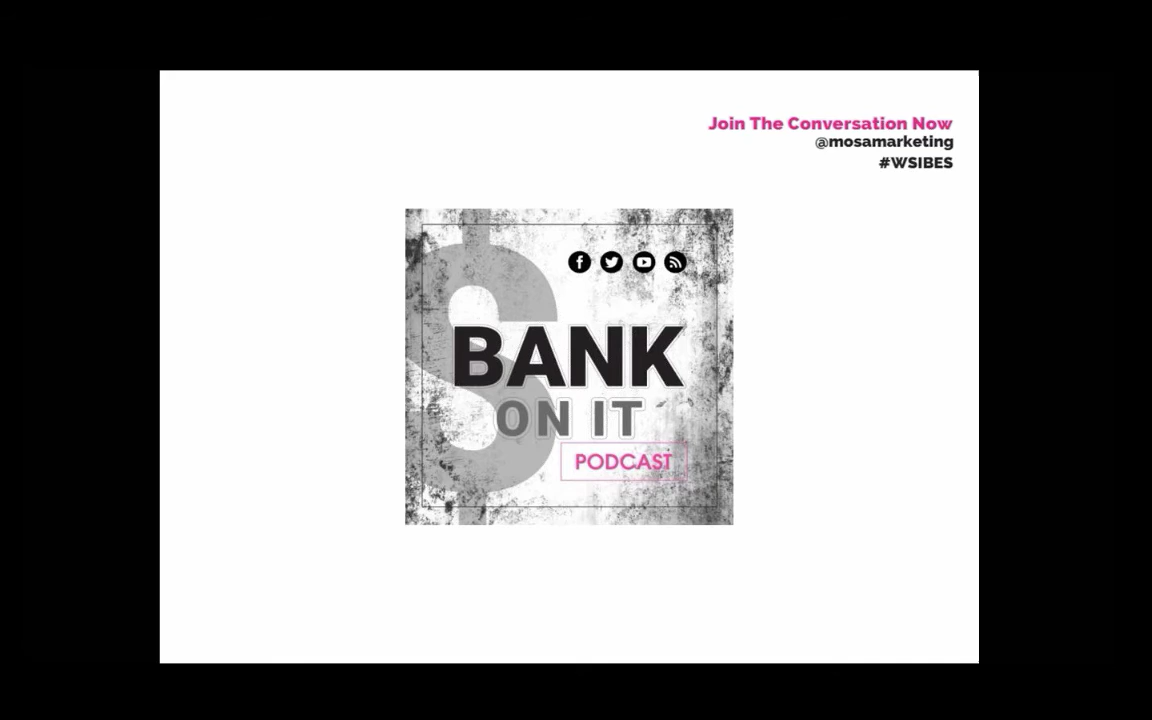 Join The Conversation Now
@mosamarketing
#WSIBES
BANK
ON IT
PODCAST